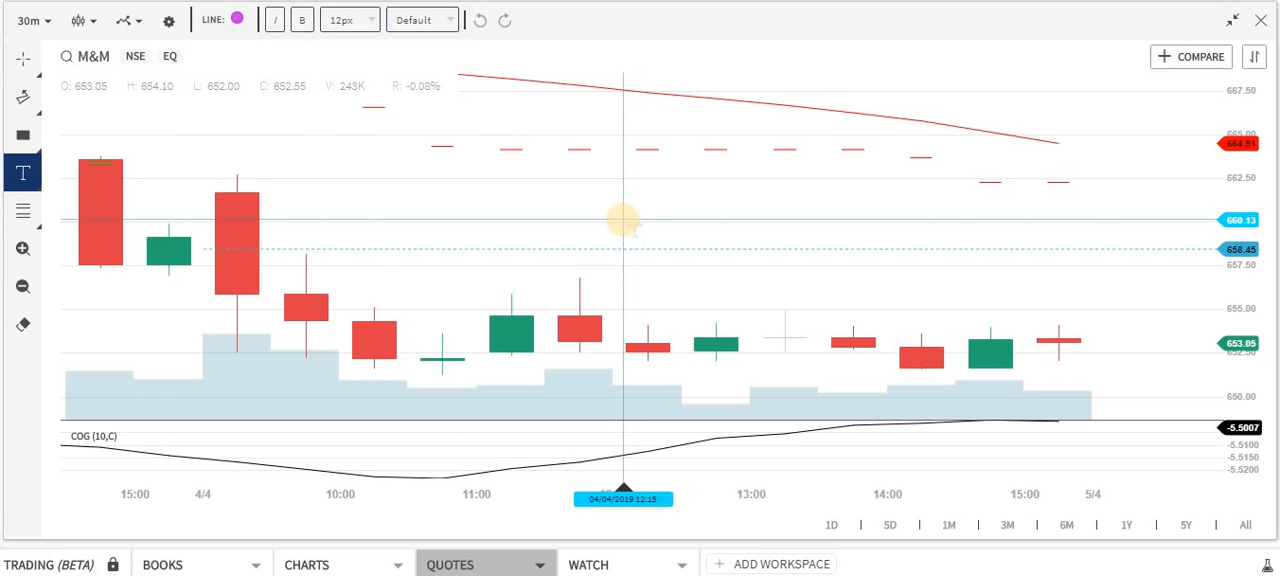 30m LINE: I B 12px Default
M&M NSE EQ COMPARE
O: 653.05 H: 654.10 L: 652.00 C: 652.55 V: 243K R: -0.08%
667.50
665.00
664.51
662.50
660.13
658.45
657.50
655.00
653.05
652.50
650.00
COG (10,C)
-5.5007
-5.5100
-5.5150
-5.5200
15:00 4/4 10:00 11:00 04/04/2019 12:15 13:00 14:00 15:00 5/4
1D 5D 1M 3M 6M 1Y 5Y All
TRADING (BETA) BOOKS CHARTS QUOTES WATCH + ADD WORKSPACE